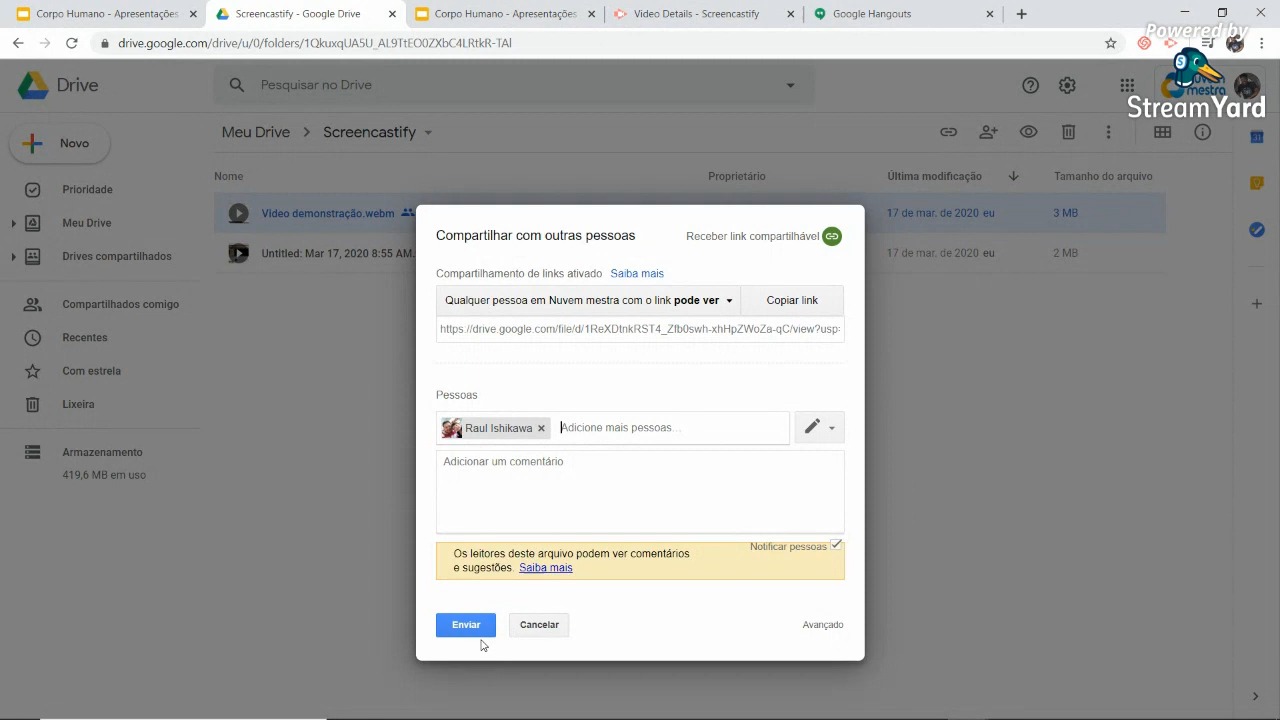 Corpo Humano - Apresentações
Screencastify - Google Drive
Corpo Humano - Apresentações
Video Details - Screencastify
Google Hangouts
drive.google.com/drive/u/0/folders/1QkuxqUA5U_AL9TtEO0ZXbC4LRtkR-T8I
Powered by
StreamYard
Drive
Pesquisar no Drive
nuvem
mestra
Novo
Meu Drive
Screencastify
Prioridade
Meu Drive
Drives compartilhados
Compartilhados comigo
Recentes
Com estrela
Lixeira
Armazenamento
419,6 MB em uso
Nome
Proprietário
Última modificação
Tamanho do arquivo
Video demonstração.webm
17 de mar. de 2020 eu
3 MB
Untitled: Mar 17, 2020 8:55 AM.
17 de mar. de 2020 eu
2 MB
Compartilhar com outras pessoas
Receber link compartilhável
Compartilhamento de links ativado Saiba mais
Qualquer pessoa em Nuvem mestra com o link pode ver
Copiar link
https://drive.google.com/file/d/1ReXDtnkRST4_Zfb0swh-xhHpZWoZa-qC/view?usp=
Pessoas
Raul Ishikawa
Adicione mais pessoas...
Adicionar um comentário
Notificar pessoas
Os leitores deste arquivo podem ver comentários
e sugestões. Saiba mais
Enviar
Cancelar
Avançado